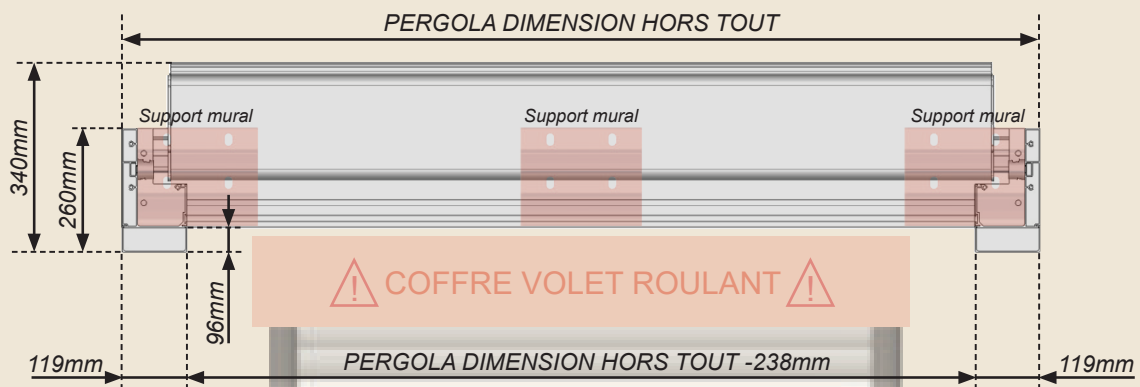 PERGOLA DIMENSION HORS TOUT
Support mural
Support mural
Support mural
340mm
260mm
96mm
! COFFRE VOLET ROULANT !
119mm
PERGOLA DIMENSION HORS TOUT -238mm
119mm